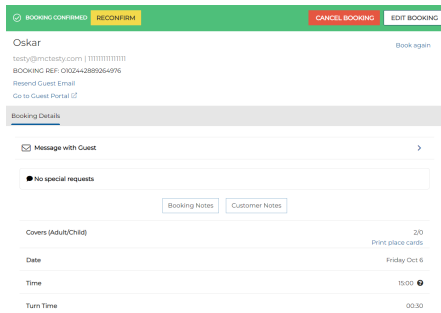 BOOKING CONFIRMED RECONFIRM CANCEL BOOKING EDIT BOOKING
Oskar Book again
testy@mctesty.com | 11111111111111
BOOKING REF: O10Z442889264976
Resend Guest Email
Go to Guest Portal
Booking Details
Message with Guest
No special requests
Booking Notes Customer Notes
Covers (Adult/Child) 2/0
Print place cards
Date Friday Oct 6
Time 15:00
Turn Time 00:30